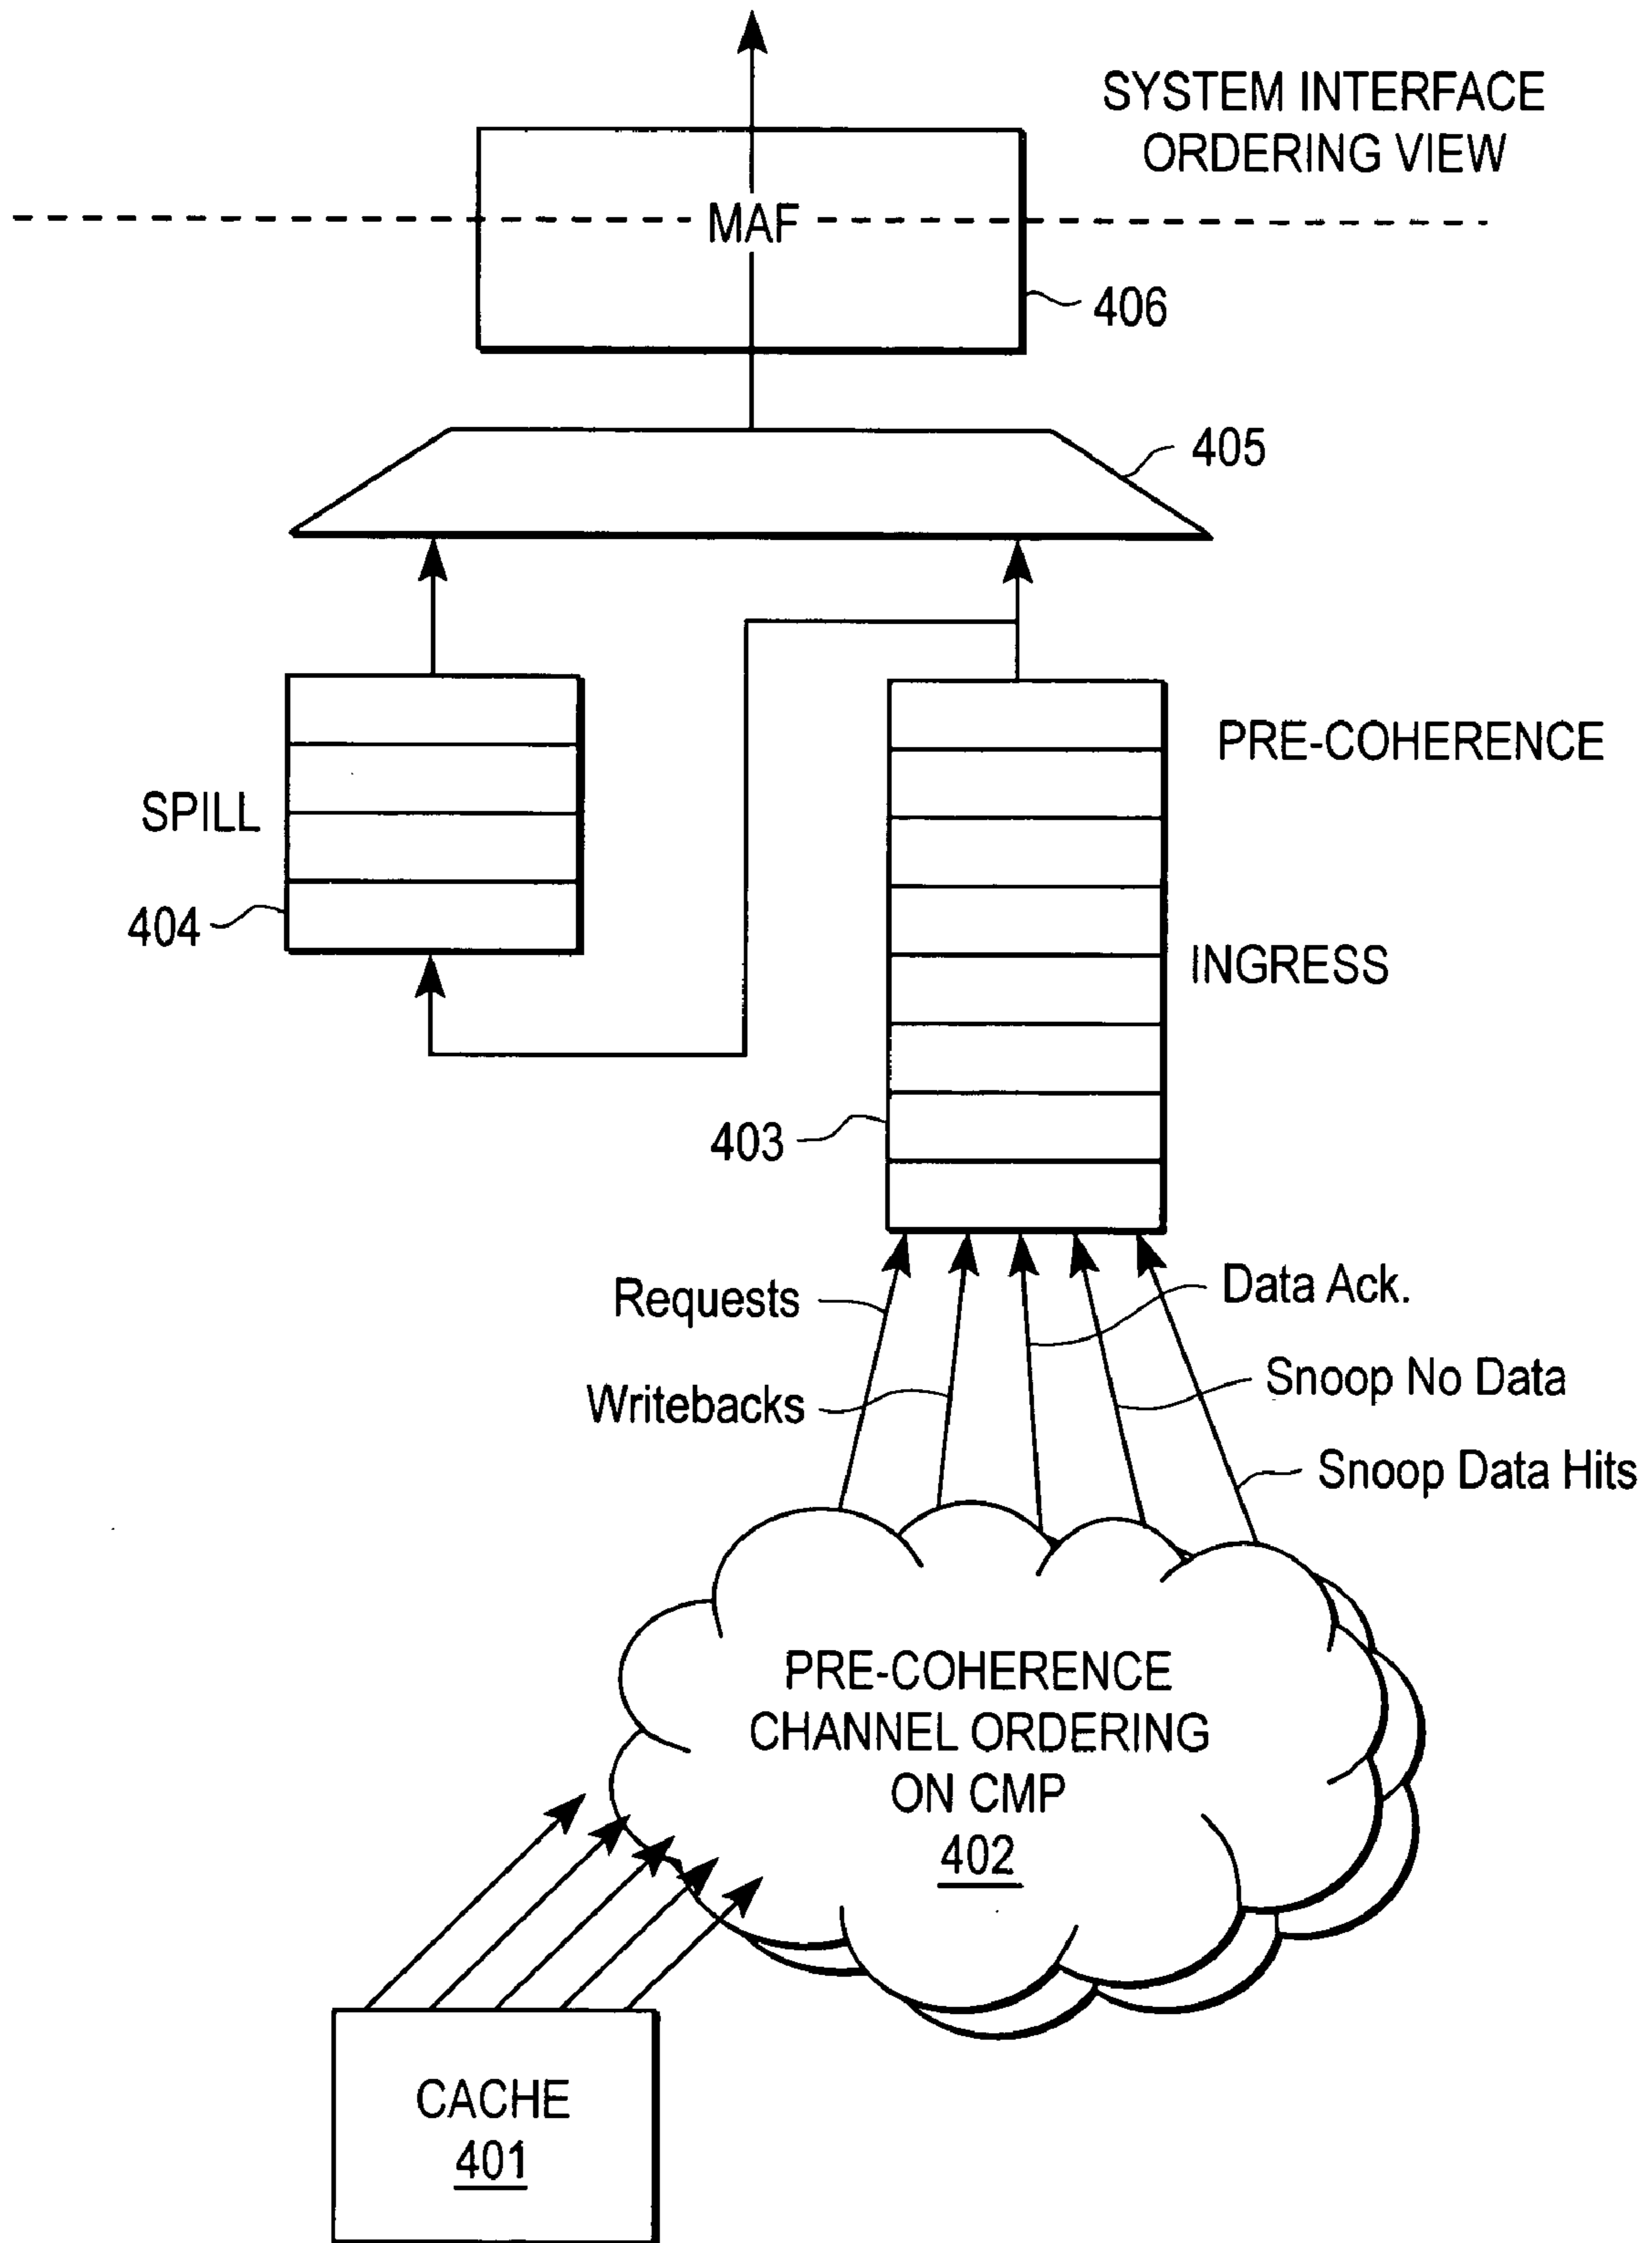 SYSTEM INTERFACE
ORDERING VIEW
MAF
406
405
PRE-COHERENCE
SPILL
404
INGRESS
403
Requests
Data Ack.
Writebacks
Snoop No Data
Snoop Data Hits
PRE-COHERENCE
CHANNEL ORDERING
ON CMP
402
CACHE
401